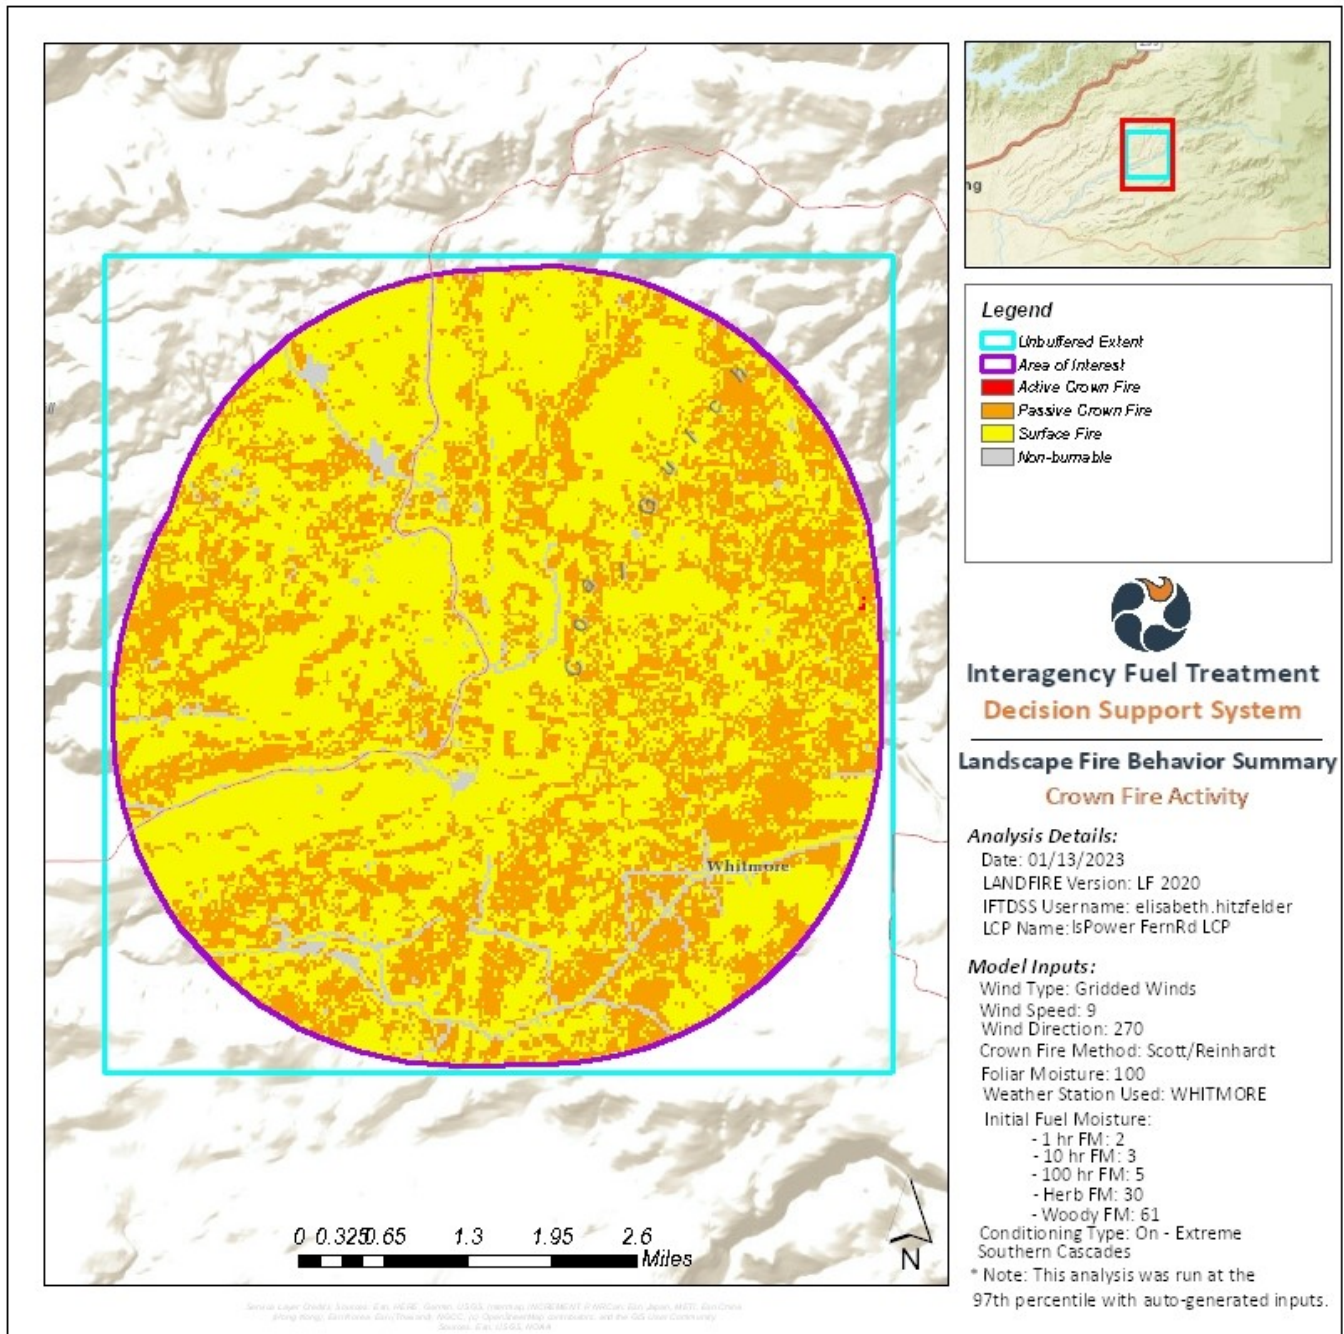 Whitmore
Coal Gulch
0 0.325 0.65 1.3 1.95 2.6
Miles
N
ng
Legend
Unbuffered Extent
Area of Interest
Active Crown Fire
Passive Crown Fire
Surface Fire
Non-burnable
Interagency Fuel Treatment
Decision Support System
Landscape Fire Behavior Summary
Crown Fire Activity
Analysis Details:
Date: 01/13/2023
LANDFIRE Version: LF 2020
IFTDSS Username: elisabeth.hitzfelder
LCP Name: IsPower FernRd LCP
Model Inputs:
Wind Type: Gridded Winds
Wind Speed: 9
Wind Direction: 270
Crown Fire Method: Scott/Reinhardt
Foliar Moisture: 100
Weather Station Used: WHITMORE
Initial Fuel Moisture:
- 1 hr FM: 2
- 10 hr FM: 3
- 100 hr FM: 5
- Herb FM: 30
- Woody FM: 61
Conditioning Type: On - Extreme
Southern Cascades
* Note: This analysis was run at the
97th percentile with auto-generated inputs.